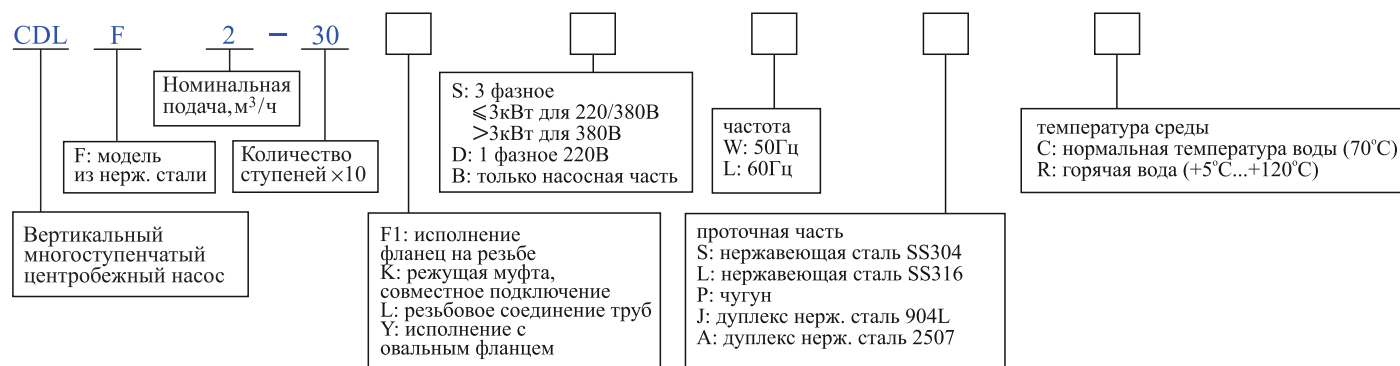 CDL F 2 – 30
Номинальная
подача, м³/ч
F: модель
из нерж. стали
Количество
ступеней ×10
Вертикальный
многоступенчатый
центробежный насос
S: 3 фазное
⩽3кВт для 220/380В
>3кВт для 380В
D: 1 фазное 220В
B: только насосная часть
F1: исполнение
фланец на резьбе
K: режущая муфта,
совместное подключение
L: резьбовое соединение труб
Y: исполнение с
овальным фланцем
частота
W: 50Гц
L: 60Гц
проточная часть
S: нержавеющая сталь SS304
L: нержавеющая сталь SS316
P: чугун
J: дуплекс нерж. сталь 904L
A: дуплекс нерж. сталь 2507
температура среды
C: нормальная температура воды (70°C)
R: горячая вода (+5°C...+120°C)